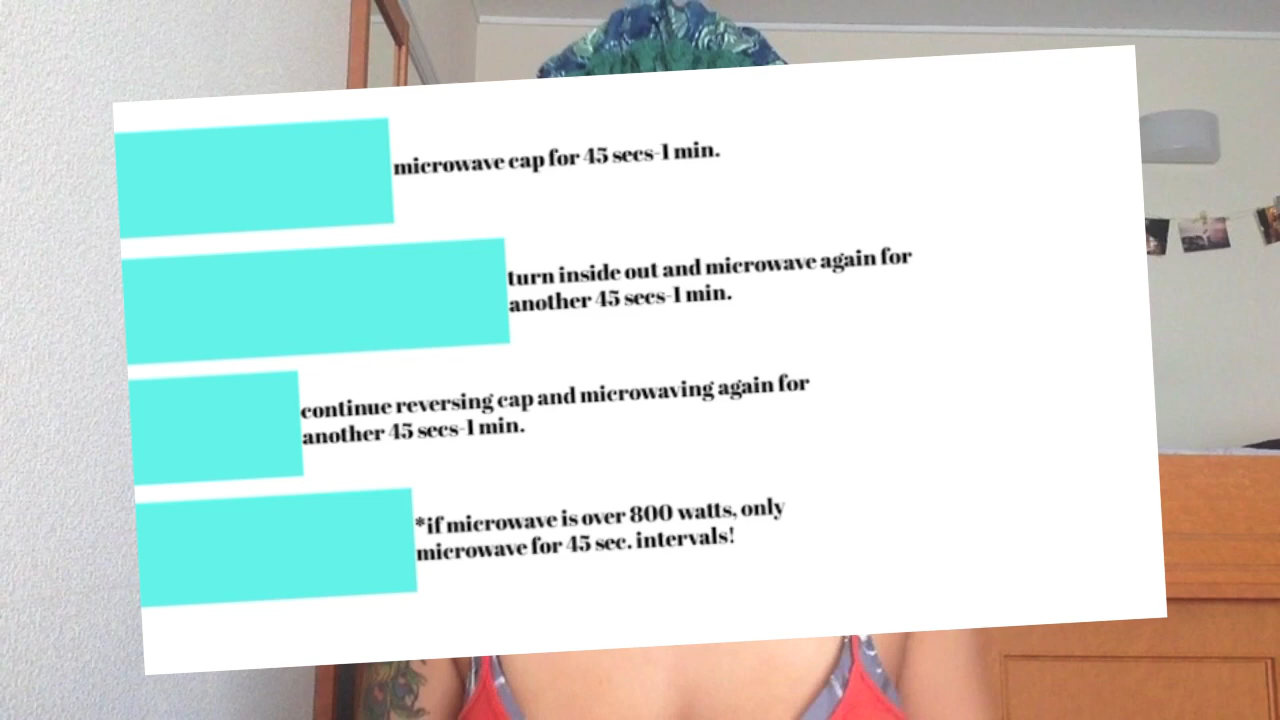 microwave cap for 45 secs-1 min.
turn inside out and microwave again for
another 45 secs-1 min.
continue reversing cap and microwaving again for
another 45 secs-1 min.
*if microwave is over 800 watts, only
microwave for 45 sec. intervals!